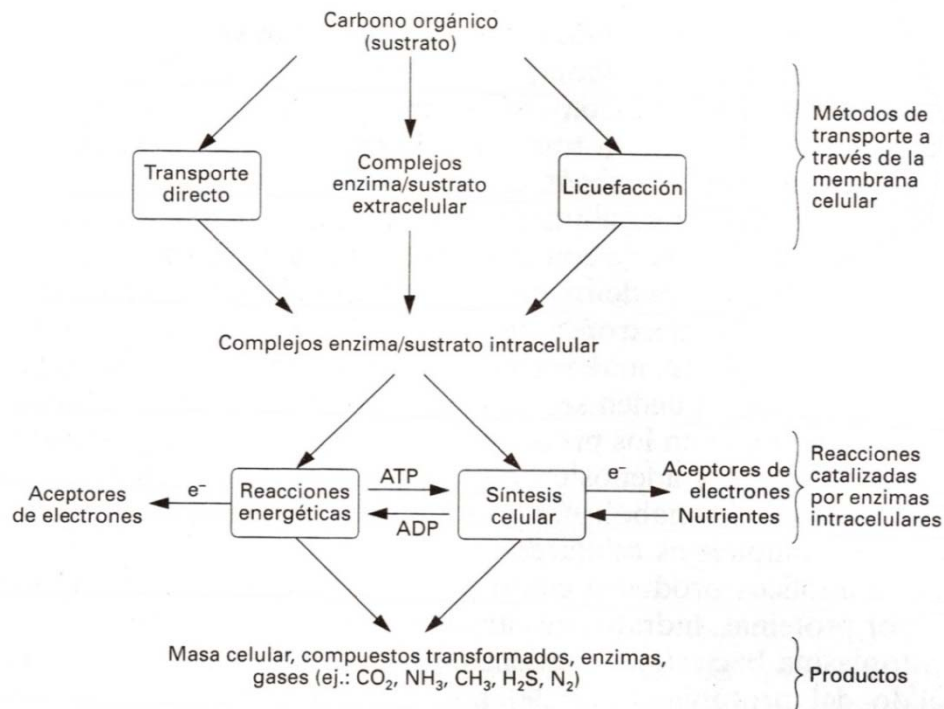 Carbono orgánico
(sustrato)
Métodos de
transporte a
través de la
membrana
celular
Transporte
directo
Complejos
enzima/sustrato
extracelular
Licuefacción
Complejos enzima/sustrato intracelular
Aceptores
de electrones
e⁻
Reacciones
energéticas
ATP
ADP
Síntesis
celular
e⁻
Aceptores de
electrones
Nutrientes
Reacciones
catalizadas
por enzimas
intracelulares
Masa celular, compuestos transformados, enzimas,
gases (ej.: CO₂, NH₃, CH₃, H₂S, N₂)
Productos